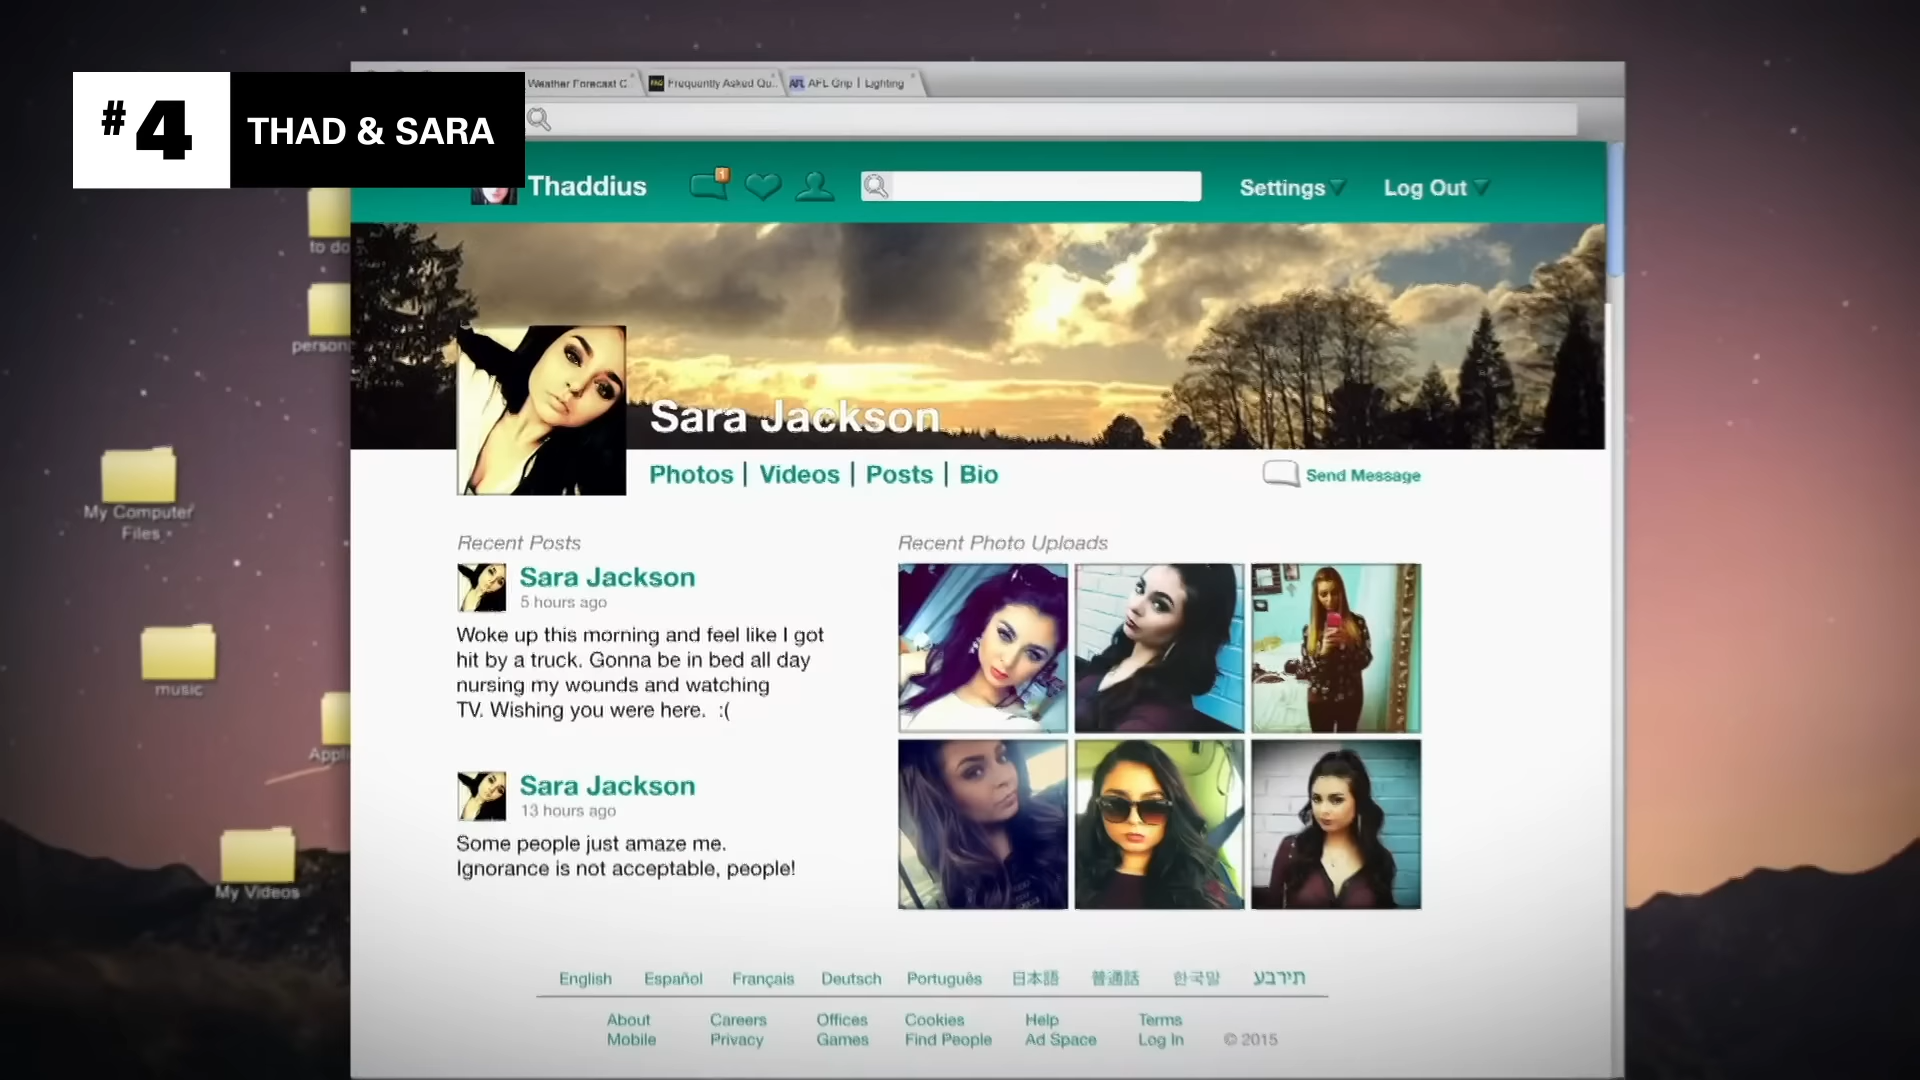 #4 THAD & SARA
Weather Forecast C
FAQ Frequently Asked Qu..
AFL AFL Grip | Lighting
Thaddius
1
Settings
Log Out
to do
person
My Computer
Files
music
Appli
My Videos
Sara Jackson
Photos | Videos | Posts | Bio
Send Message
Recent Posts
Sara Jackson
5 hours ago
Woke up this morning and feel like I got
hit by a truck. Gonna be in bed all day
nursing my wounds and watching
TV. Wishing you were here. :(
Sara Jackson
13 hours ago
Some people just amaze me.
Ignorance is not acceptable, people!
Recent Photo Uploads
English Español Français Deutsch Português 日本語 普通話 한국말 עברית
About Careers Offices Cookies Help Terms
Mobile Privacy Games Find People Ad Space Log In © 2015